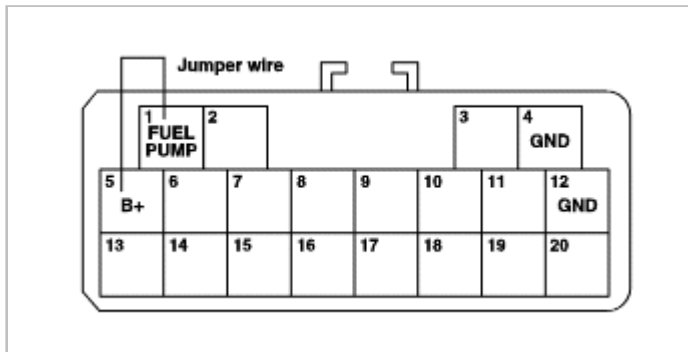 Jumper wire
1 2 3 4
FUEL GND
PUMP
5 6 7 8 9 10 11 12
B+ GND
13 14 15 16 17 18 19 20